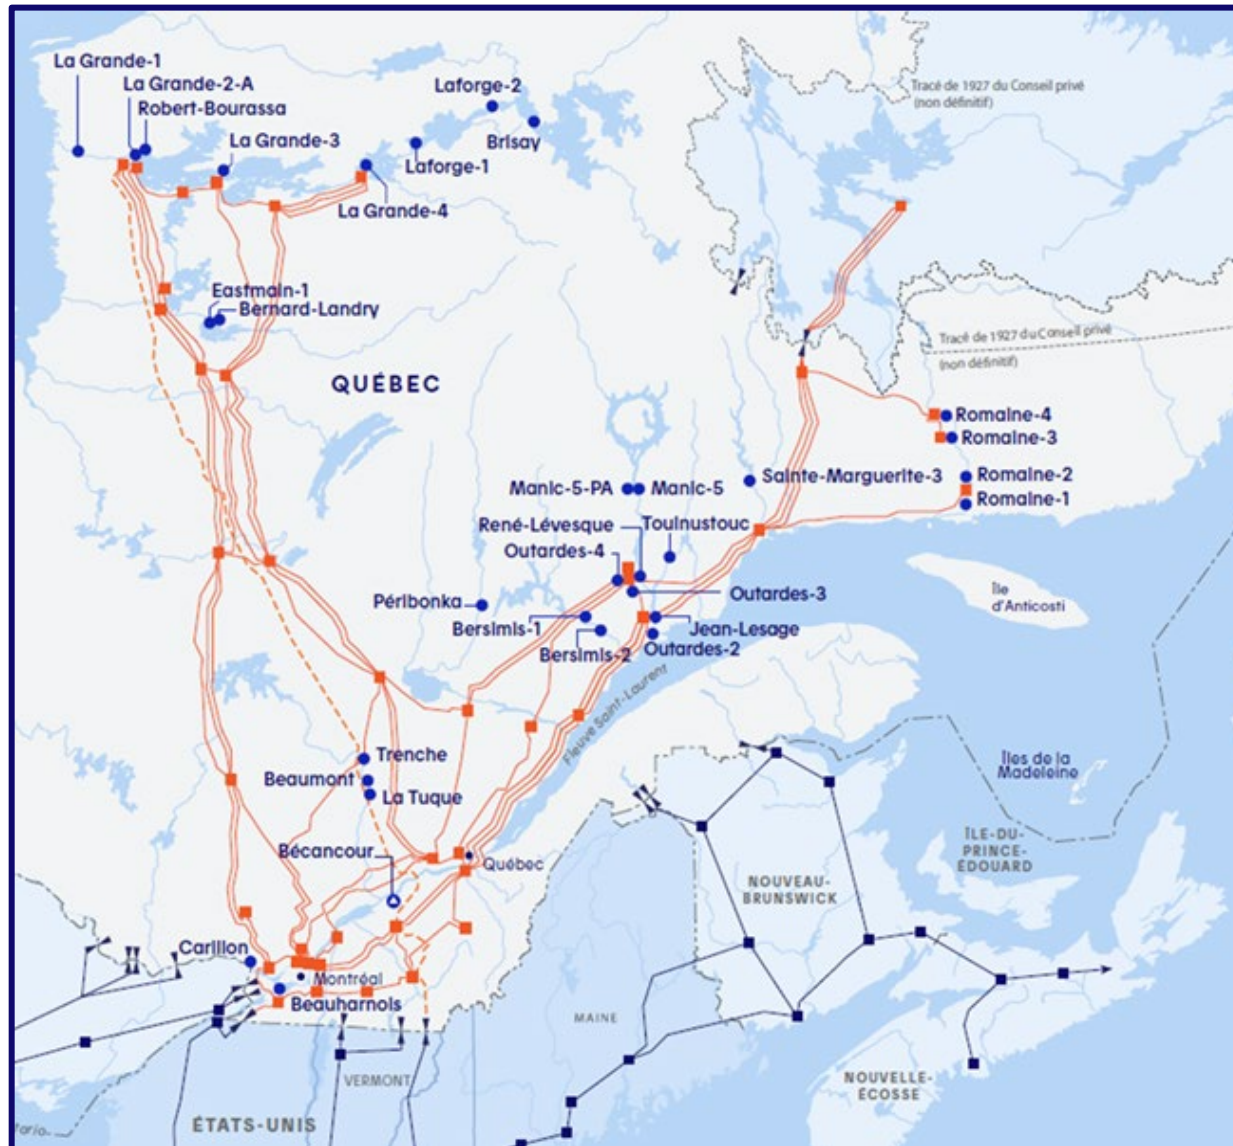 La Grande-1
La Grande-2-A
Robert-Bourassa
La Grande-3
Laforge-2
Brisay
Laforge-1
La Grande-4
Tracé de 1927 du Conseil privé
(non définitif)
Eastmain-1
Bernard-Landry
QUÉBEC
Tracé de 1927 du Conseil privé
(non définitif)
Romaine-4
Romaine-3
Romaine-2
Romaine-1
Sainte-Marguerite-3
Manic-5-PA
Manic-5
René-Lévesque
Toulnustouc
Outardes-4
Outardes-3
Péribonka
Bersimis-1
Bersimis-2
Jean-Lesage
Outardes-2
Île
d'Anticosti
Fleuve Saint-Laurent
Trenche
Beaumont
La Tuque
Bécancour
Québec
Îles de la
Madeleine
ÎLE-DU-
PRINCE-
ÉDOUARD
NOUVEAU-
BRUNSWICK
Carillon
Montréal
Beauharnois
MAINE
VERMONT
NOUVELLE-
ÉCOSSE
ÉTATS-UNIS